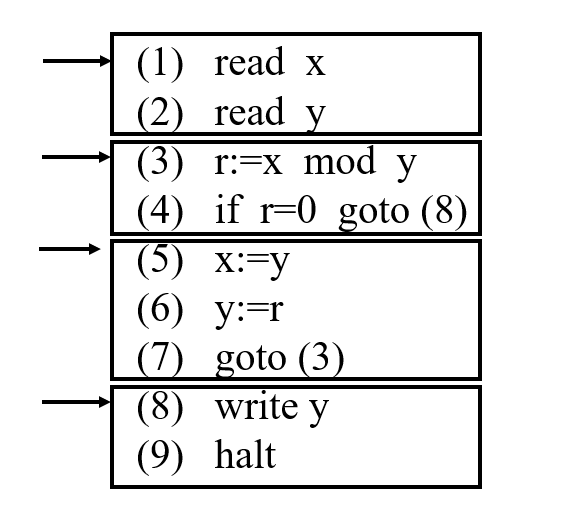 (1) read x
(2) read y
(3) r:=x mod y
(4) if r=0 goto (8)
(5) x:=y
(6) y:=r
(7) goto (3)
(8) write y
(9) halt